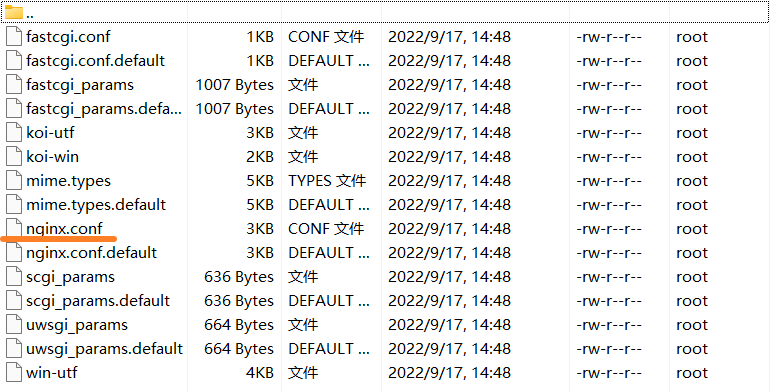 ..
fastcgi.conf 1KB CONF 文件 2022/9/17, 14:48 -rw-r--r-- root
fastcgi.conf.default 1KB DEFAULT ... 2022/9/17, 14:48 -rw-r--r-- root
fastcgi_params 1007 Bytes 文件 2022/9/17, 14:48 -rw-r--r-- root
fastcgi_params.defa... 1007 Bytes DEFAULT ... 2022/9/17, 14:48 -rw-r--r-- root
koi-utf 3KB 文件 2022/9/17, 14:48 -rw-r--r-- root
koi-win 2KB 文件 2022/9/17, 14:48 -rw-r--r-- root
mime.types 5KB TYPES 文件 2022/9/17, 14:48 -rw-r--r-- root
mime.types.default 5KB DEFAULT ... 2022/9/17, 14:48 -rw-r--r-- root
nginx.conf 3KB CONF 文件 2022/9/17, 14:48 -rw-r--r-- root
nginx.conf.default 3KB DEFAULT ... 2022/9/17, 14:48 -rw-r--r-- root
scgi_params 636 Bytes 文件 2022/9/17, 14:48 -rw-r--r-- root
scgi_params.default 636 Bytes DEFAULT ... 2022/9/17, 14:48 -rw-r--r-- root
uwsgi_params 664 Bytes 文件 2022/9/17, 14:48 -rw-r--r-- root
uwsgi_params.default 664 Bytes DEFAULT ... 2022/9/17, 14:48 -rw-r--r-- root
win-utf 4KB 文件 2022/9/17, 14:48 -rw-r--r-- root